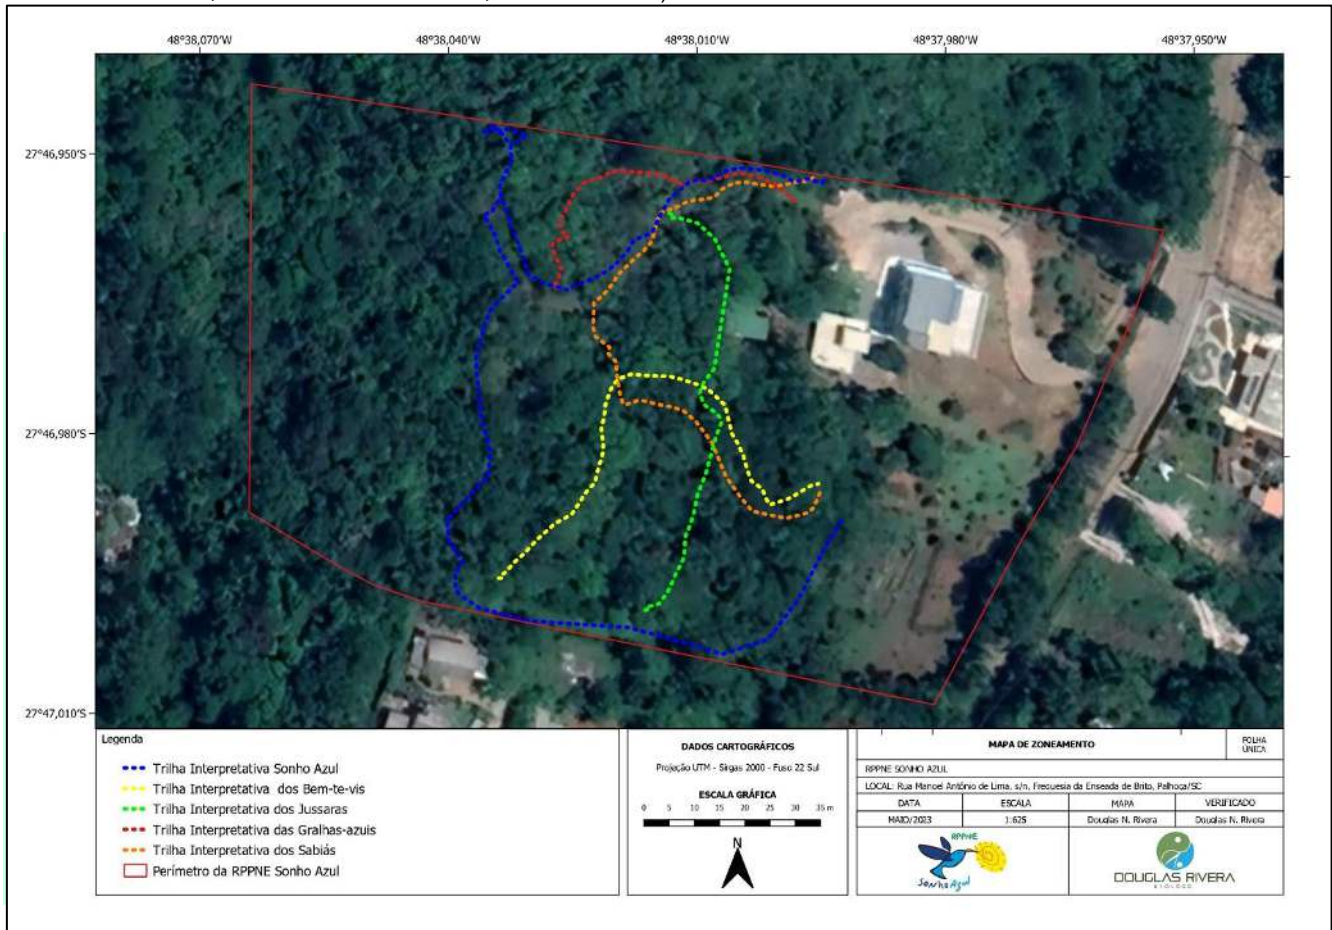 48°38,070'W 48°38,040'W 48°38,010'W 48°37,980'W 48°37,950'W
27°46,950'S
27°46,980'S
27°47,010'S
Legenda
Trilha Interpretativa Sonho Azul
Trilha Interpretativa dos Bem-te-vis
Trilha Interpretativa dos Jussaras
Trilha Interpretativa das Gralhas-azuis
Trilha Interpretativa dos Sabiás
Perímetro da RPPNE Sonho Azul
DADOS CARTOGRÁFICOS
Projeção UTM - Sirgas 2000 - Fuso 22 Sul
ESCALA GRÁFICA
0 5 10 15 20 25 30 35 m
N
MAPA DE ZONEAMENTO
FOLHA
ÚNICA
RPPNE SONHO AZUL
LOCAL: Rua Manoel Antônio de Lima, s/n, Freguesia da Enseada de Brito, Palhoça/SC
DATA ESCALA MAPA VERIFICADO
MAIO/2023 1:625 Douglas N. Rivera Douglas N. Rivera
RPPNE
Sonho Azul
DOUGLAS RIVERA
BIÓLOGO